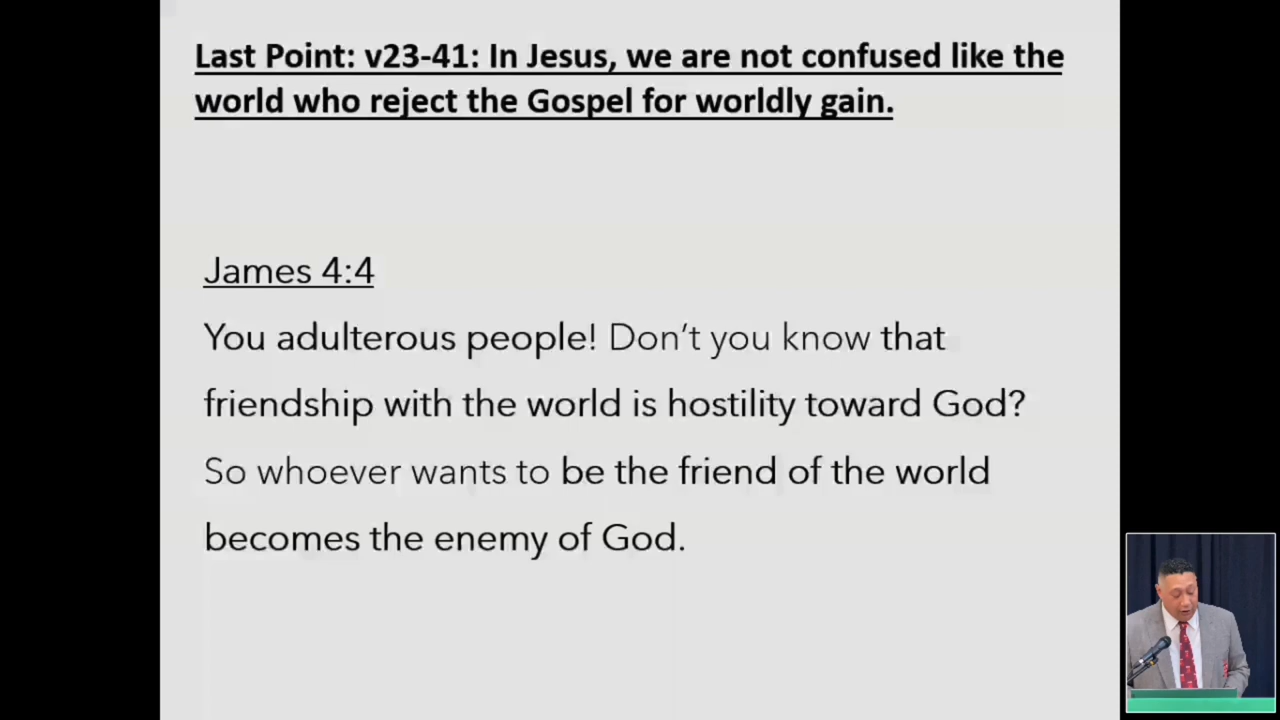 Last Point: v23-41: In Jesus, we are not confused like the
world who reject the Gospel for worldly gain.
James 4:4
You adulterous people! Don’t you know that
friendship with the world is hostility toward God?
So whoever wants to be the friend of the world
becomes the enemy of God.